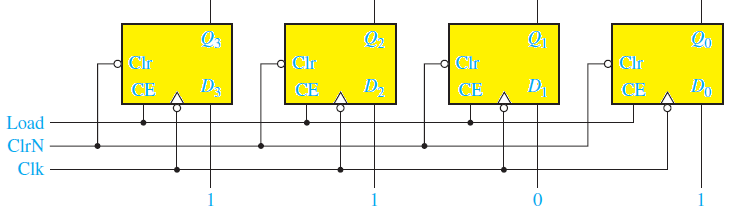 Q3 Q2 Q1 Q0
Clr Clr Clr Clr
CE D3 CE D2 CE D1 CE D0
Load
ClrN
Clk
1 1 0 1